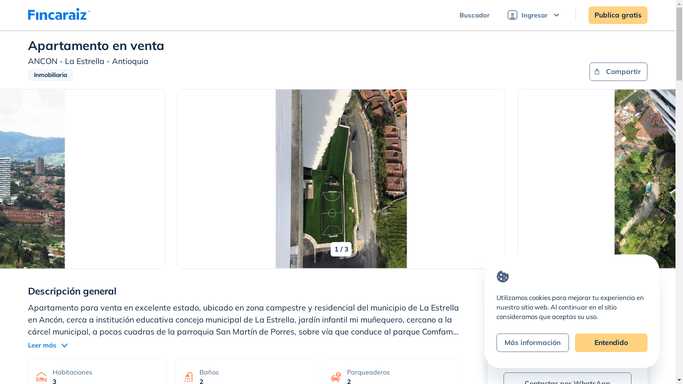 Fincaraiz
Buscador
Ingresar
Publica gratis
Apartamento en venta
ANCON - La Estrella - Antioquia
Inmobiliaria
Compartir
1 / 3
Descripción general
Apartamento para venta en excelente estado, ubicado en zona campestre y residencial del municipio de La Estrella
en Ancón, cerca a institución educativa concejo municipal de La Estrella, jardín infantil mi muñequero, cercano a la
cárcel municipal, a pocas cuadras de la parroquia San Martín de Porres, sobre vía que conduce al parque Comfam...
Leer más
Habitaciones
3
Baños
2
Parqueaderos
2
Utilizamos cookies para mejorar tu experiencia en
nuestro sitio web. Al continuar en el sitio
consideramos que aceptas su uso.
Más información
Entendido
Contactar por WhatsApp